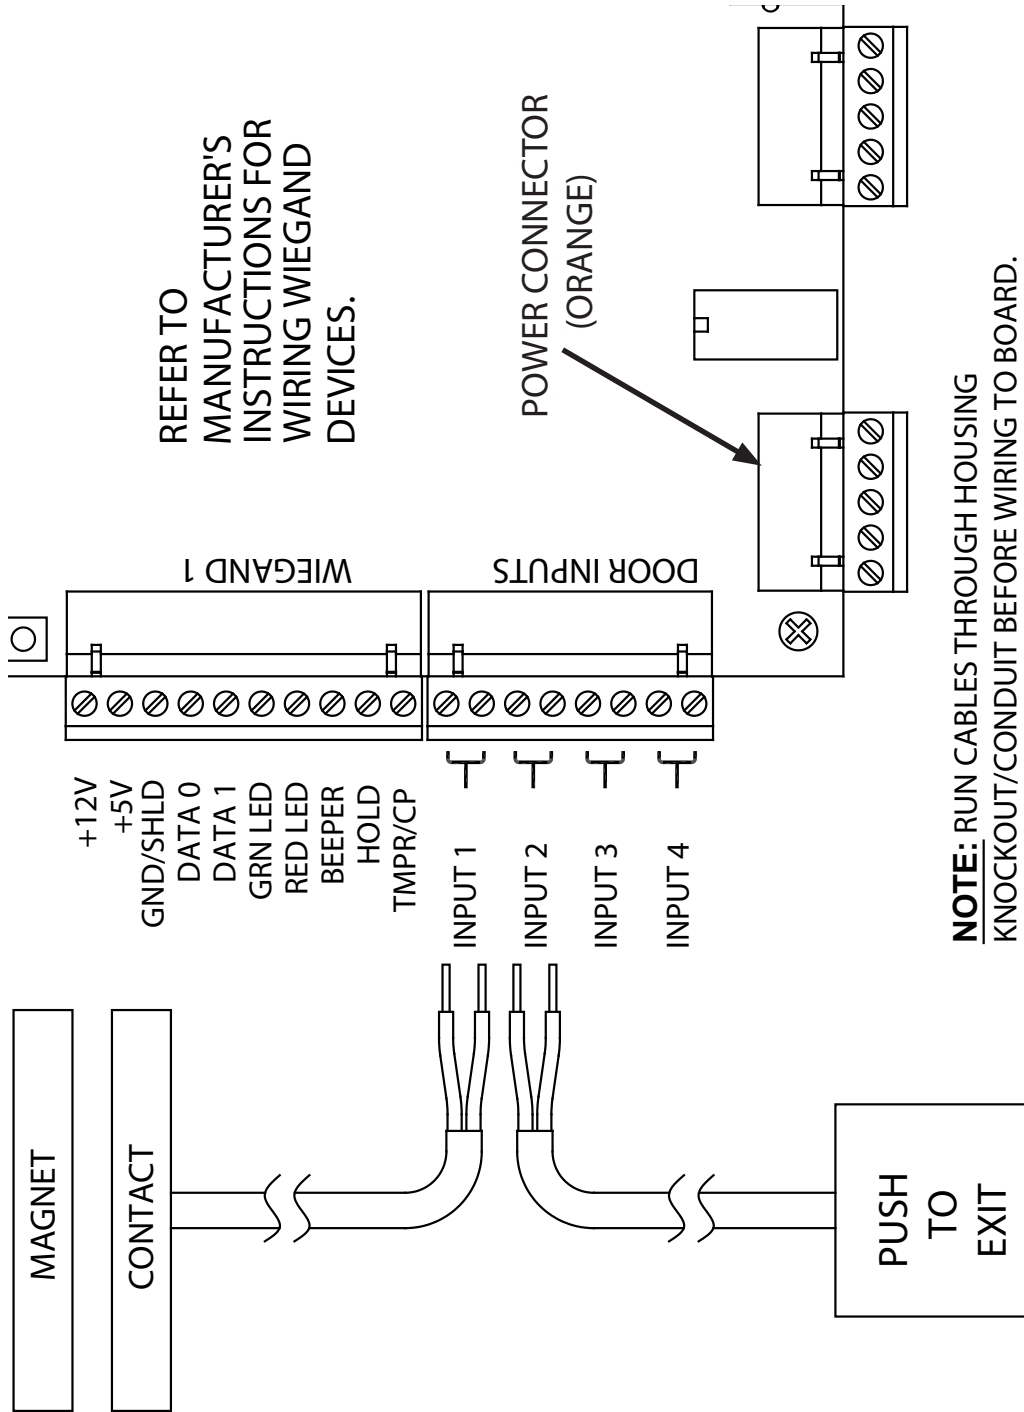 MAGNET
CONTACT
+12V
+5V
GND/SHLD
DATA 0
DATA 1
GRN LED
RED LED
BEEPER
HOLD
TMPR/CP
WIEGAND 1
REFER TO
MANUFACTURER'S
INSTRUCTIONS FOR
WIRING WIEGAND
DEVICES.
INPUT 1
INPUT 2
INPUT 3
INPUT 4
DOOR INPUTS
POWER CONNECTOR
(ORANGE)
PUSH
TO
EXIT
NOTE: RUN CABLES THROUGH HOUSING
KNOCKOUT/CONDUIT BEFORE WIRING TO BOARD.